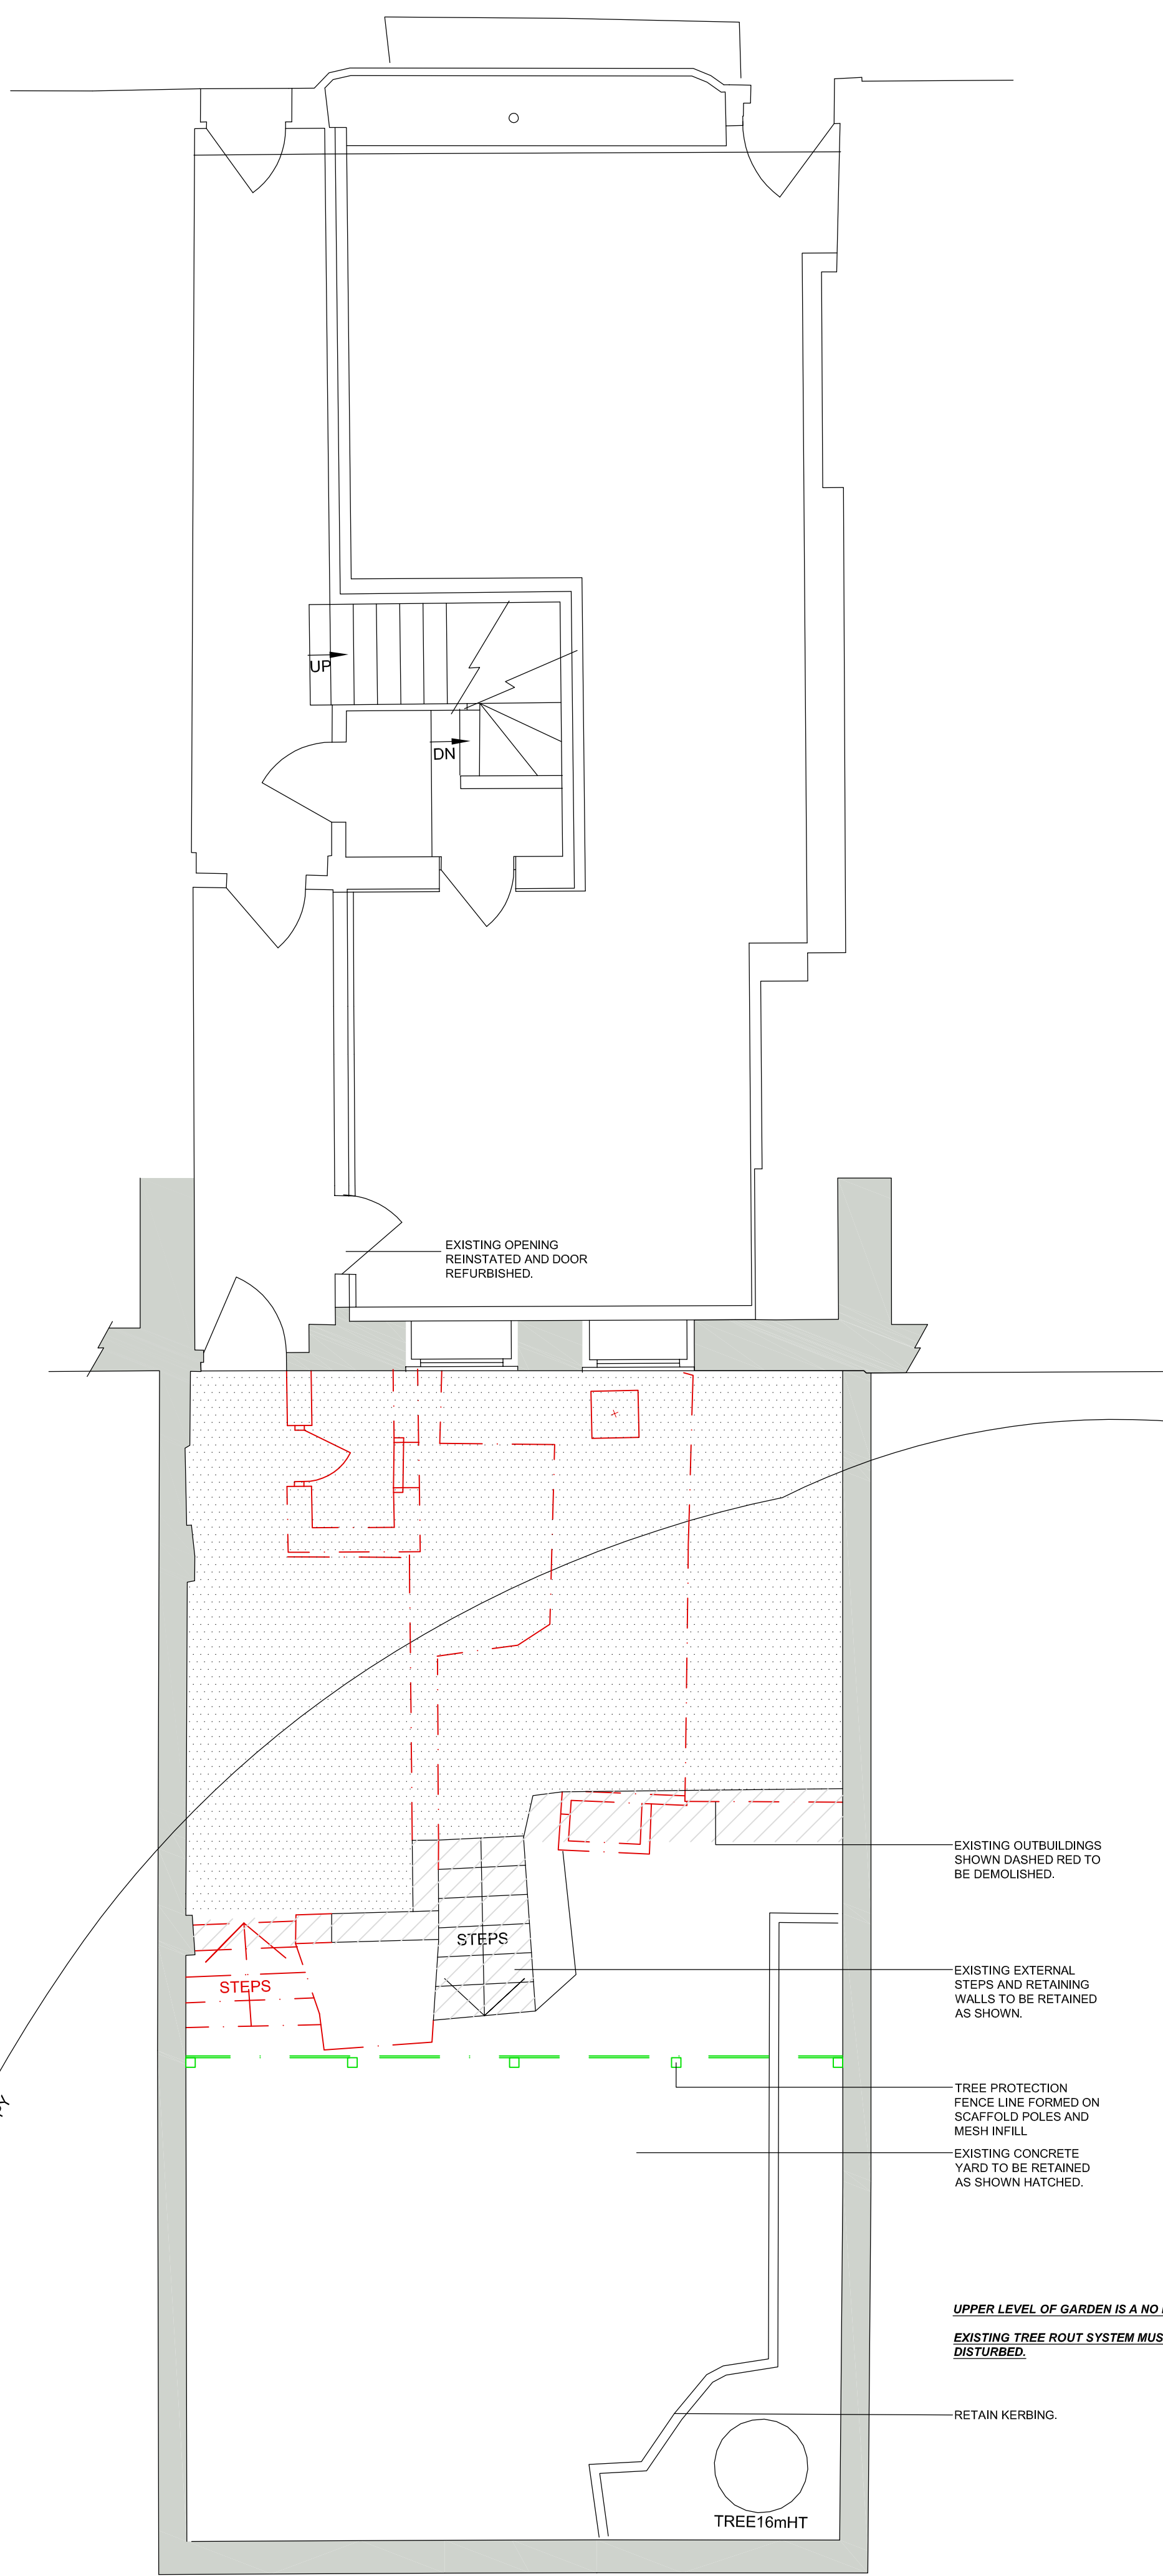 UP
DN
EXISTING OPENING
REINSTATED AND DOOR
REFURBISHED.
EXISTING OUTBUILDINGS
SHOWN DASHED RED TO
BE DEMOLISHED.
STEPS
STEPS
EXISTING EXTERNAL
STEPS AND RETAINING
WALLS TO BE RETAINED
AS SHOWN.
TREE PROTECTION
FENCE LINE FORMED ON
SCAFFOLD POLES AND
MESH INFILL
EXISTING CONCRETE
YARD TO BE RETAINED
AS SHOWN HATCHED.
UPPER LEVEL OF GARDEN IS A NO
EXISTING TREE ROUT SYSTEM
DISTURBED.
RETAIN KERBING.
TREE16mHT